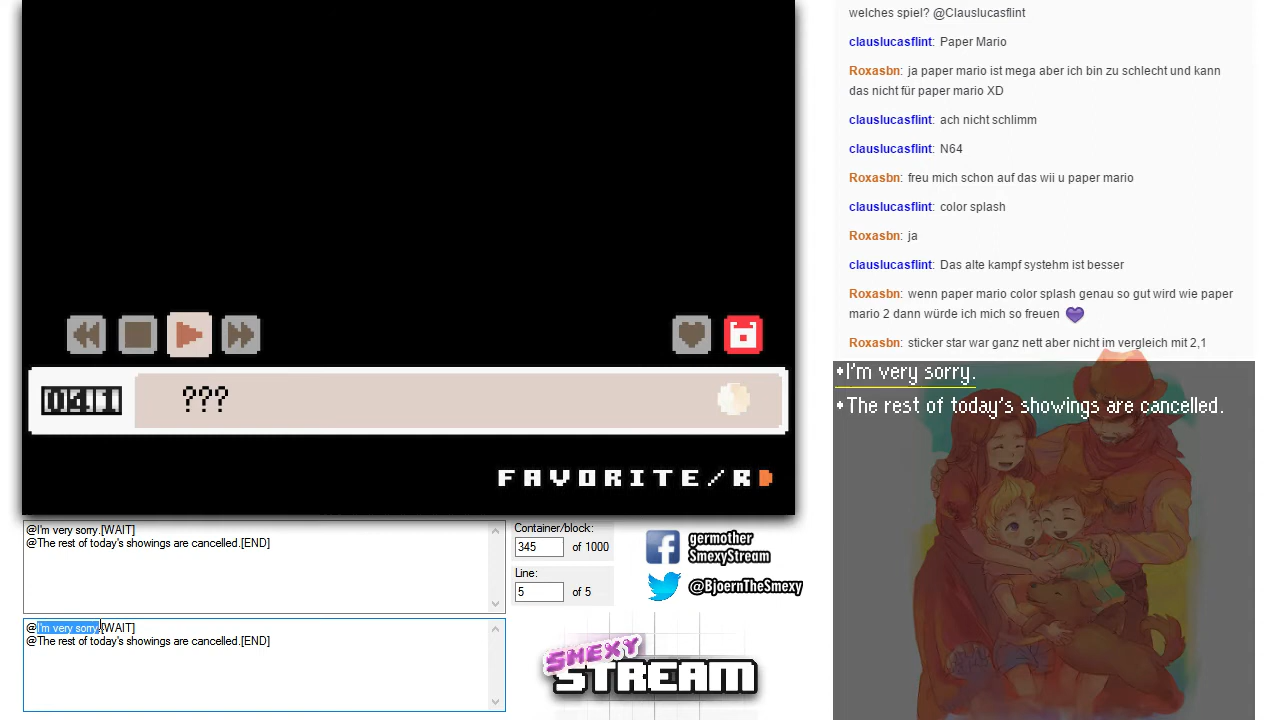 welches spiel? @Clauslucasflint
clauslucasflint: Paper Mario
Roxasbn: ja paper mario ist mega aber ich bin zu schlecht und kann
das nicht für paper mario XD
clauslucasflint: ach nicht schlimm
clauslucasflint: N64
Roxasbn: freu mich schon auf das wii u paper mario
clauslucasflint: color splash
Roxasbn: ja
clauslucasflint: Das alte kampf systehm ist besser
Roxasbn: wenn paper mario color splash genau so gut wird wie paper
mario 2 dann würde ich mich so freuen
Roxasbn: sticker star war ganz nett aber nicht im vergleich mit 2,1
•I'm very sorry.
•The rest of today's showings are cancelled.
041 ???
FAVORITE/R
@I'm very sorry.[WAIT]
@The rest of today's showings are cancelled.[END]
@I'm very sorry.[WAIT]
@The rest of today's showings are cancelled.[END]
Container/block:
345 of 1000
Line:
5 of 5
germother
SmexyStream
@BjoernTheSmexy
SMEXY
STREAM